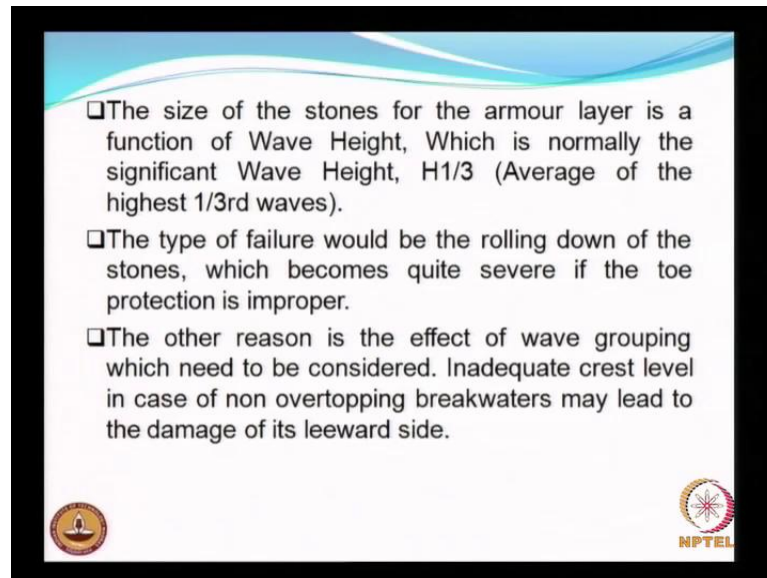 ❑The size of the stones for the armour layer is a
function of Wave Height, Which is normally the
significant Wave Height, H1/3 (Average of the
highest 1/3rd waves).
❑The type of failure would be the rolling down of the
stones, which becomes quite severe if the toe
protection is improper.
❑The other reason is the effect of wave grouping
which need to be considered. Inadequate crest level
in case of non overtopping breakwaters may lead to
the damage of its leeward side.
NPTEL